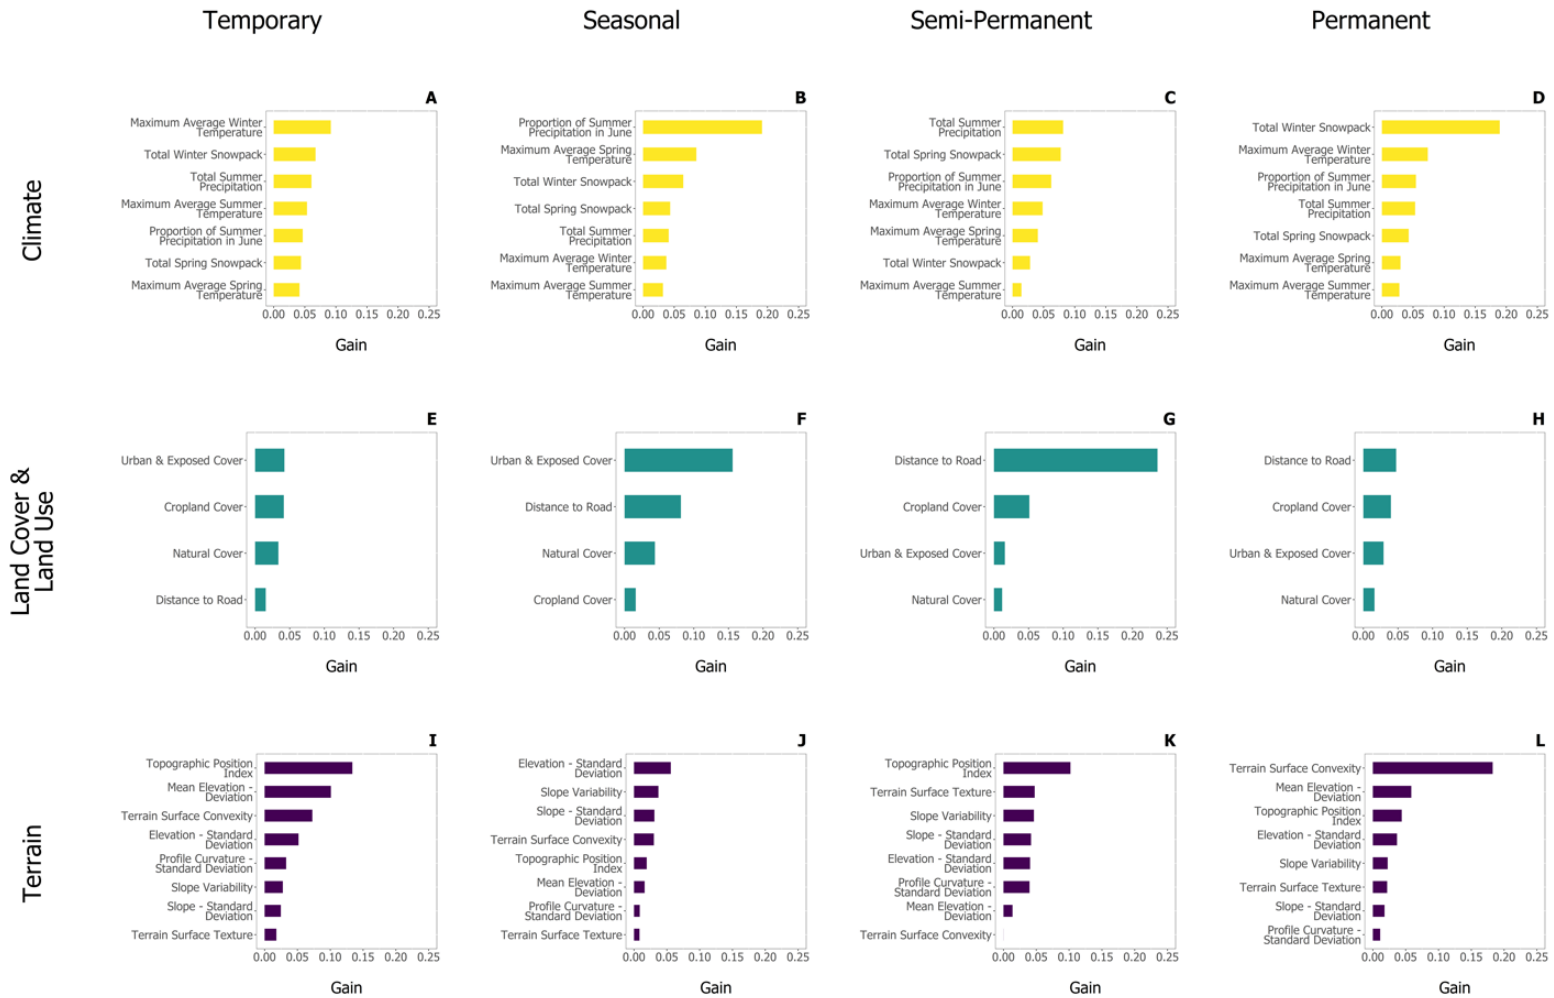 Temporary
Seasonal
Semi-Permanent
Permanent
Climate
A
Maximum Average Winter
Temperature
Total Winter Snowpack
Total Summer
Precipitation
Maximum Average Summer
Temperature
Proportion of Summer
Precipitation in June
Total Spring Snowpack
Maximum Average Spring
Temperature
0.00 0.05 0.10 0.15 0.20 0.25
Gain
B
Proportion of Summer
Precipitation in June
Maximum Average Spring
Temperature
Total Winter Snowpack
Total Spring Snowpack
Total Summer
Precipitation
Maximum Average Winter
Temperature
Maximum Average Summer
Temperature
0.00 0.05 0.10 0.15 0.20 0.25
Gain
C
Total Summer
Precipitation
Total Spring Snowpack
Proportion of Summer
Precipitation in June
Maximum Average Winter
Temperature
Maximum Average Spring
Temperature
Total Winter Snowpack
Maximum Average Summer
Temperature
0.00 0.05 0.10 0.15 0.20 0.25
Gain
D
Total Winter Snowpack
Maximum Average Winter
Temperature
Proportion of Summer
Precipitation in June
Total Summer
Precipitation
Total Spring Snowpack
Maximum Average Spring
Temperature
Maximum Average Summer
Temperature
0.00 0.05 0.10 0.15 0.20 0.25
Gain
Land Cover &
Land Use
E
Urban & Exposed Cover
Cropland Cover
Natural Cover
Distance to Road
0.00 0.05 0.10 0.15 0.20 0.25
Gain
F
Urban & Exposed Cover
Distance to Road
Natural Cover
Cropland Cover
0.00 0.05 0.10 0.15 0.20 0.25
Gain
G
Distance to Road
Cropland Cover
Urban & Exposed Cover
Natural Cover
0.00 0.05 0.10 0.15 0.20 0.25
Gain
H
Distance to Road
Cropland Cover
Urban & Exposed Cover
Natural Cover
0.00 0.05 0.10 0.15 0.20 0.25
Gain
Terrain
I
Topographic Position
Index
Mean Elevation -
Deviation
Terrain Surface Convexity
Elevation - Standard
Deviation
Profile Curvature -
Standard Deviation
Slope Variability
Slope - Standard
Deviation
Terrain Surface Texture
0.00 0.05 0.10 0.15 0.20 0.25
Gain
J
Elevation - Standard
Deviation
Slope Variability
Slope - Standard
Deviation
Terrain Surface Convexity
Topographic Position
Index
Mean Elevation -
Deviation
Profile Curvature -
Standard Deviation
Terrain Surface Texture
0.00 0.05 0.10 0.15 0.20 0.25
Gain
K
Topographic Position
Index
Terrain Surface Texture
Slope Variability
Slope - Standard
Deviation
Elevation - Standard
Deviation
Profile Curvature -
Standard Deviation
Mean Elevation -
Deviation
Terrain Surface Convexity
0.00 0.05 0.10 0.15 0.20 0.25
Gain
L
Terrain Surface Convexity
Mean Elevation -
Deviation
Topographic Position
Index
Elevation - Standard
Deviation
Slope Variability
Terrain Surface Texture
Slope - Standard
Deviation
Profile Curvature -
Standard Deviation
0.00 0.05 0.10 0.15 0.20 0.25
Gain